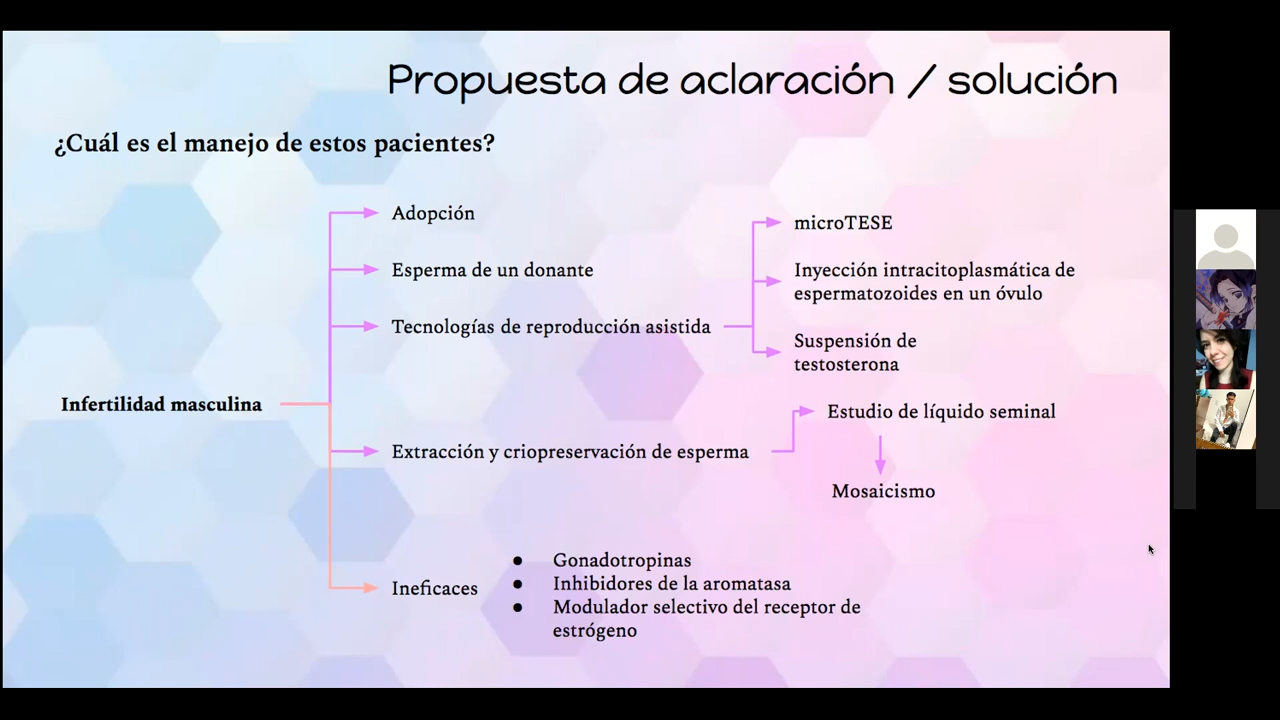 Propuesta de aclaración / solución
¿Cuál es el manejo de estos pacientes?
Adopción
Esperma de un donante
Tecnologías de reproducción asistida
microTESE
Inyección intracitoplasmática de
espermatozoides en un óvulo
Suspensión de
testosterona
Infertilidad masculina
Extracción y criopreservación de esperma
Estudio de líquido seminal
Mosaicismo
Ineficaces
● Gonadotropinas
● Inhibidores de la aromatasa
● Modulador selectivo del receptor de
estrógeno